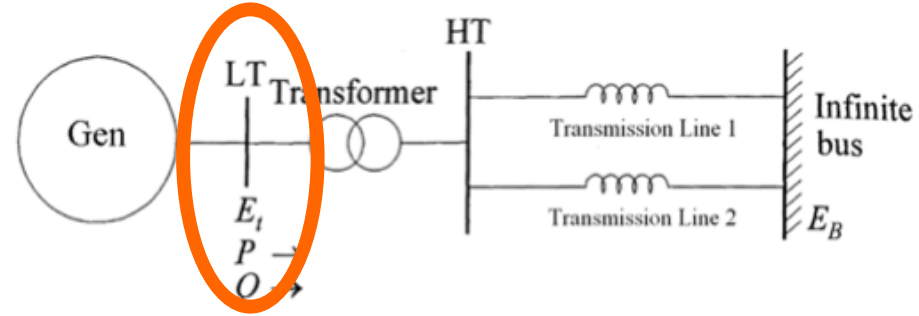 HT
LT
Transformer
Gen
Transmission Line 1
Infinite
bus
Transmission Line 2
E_t
P →
Q →
E_B